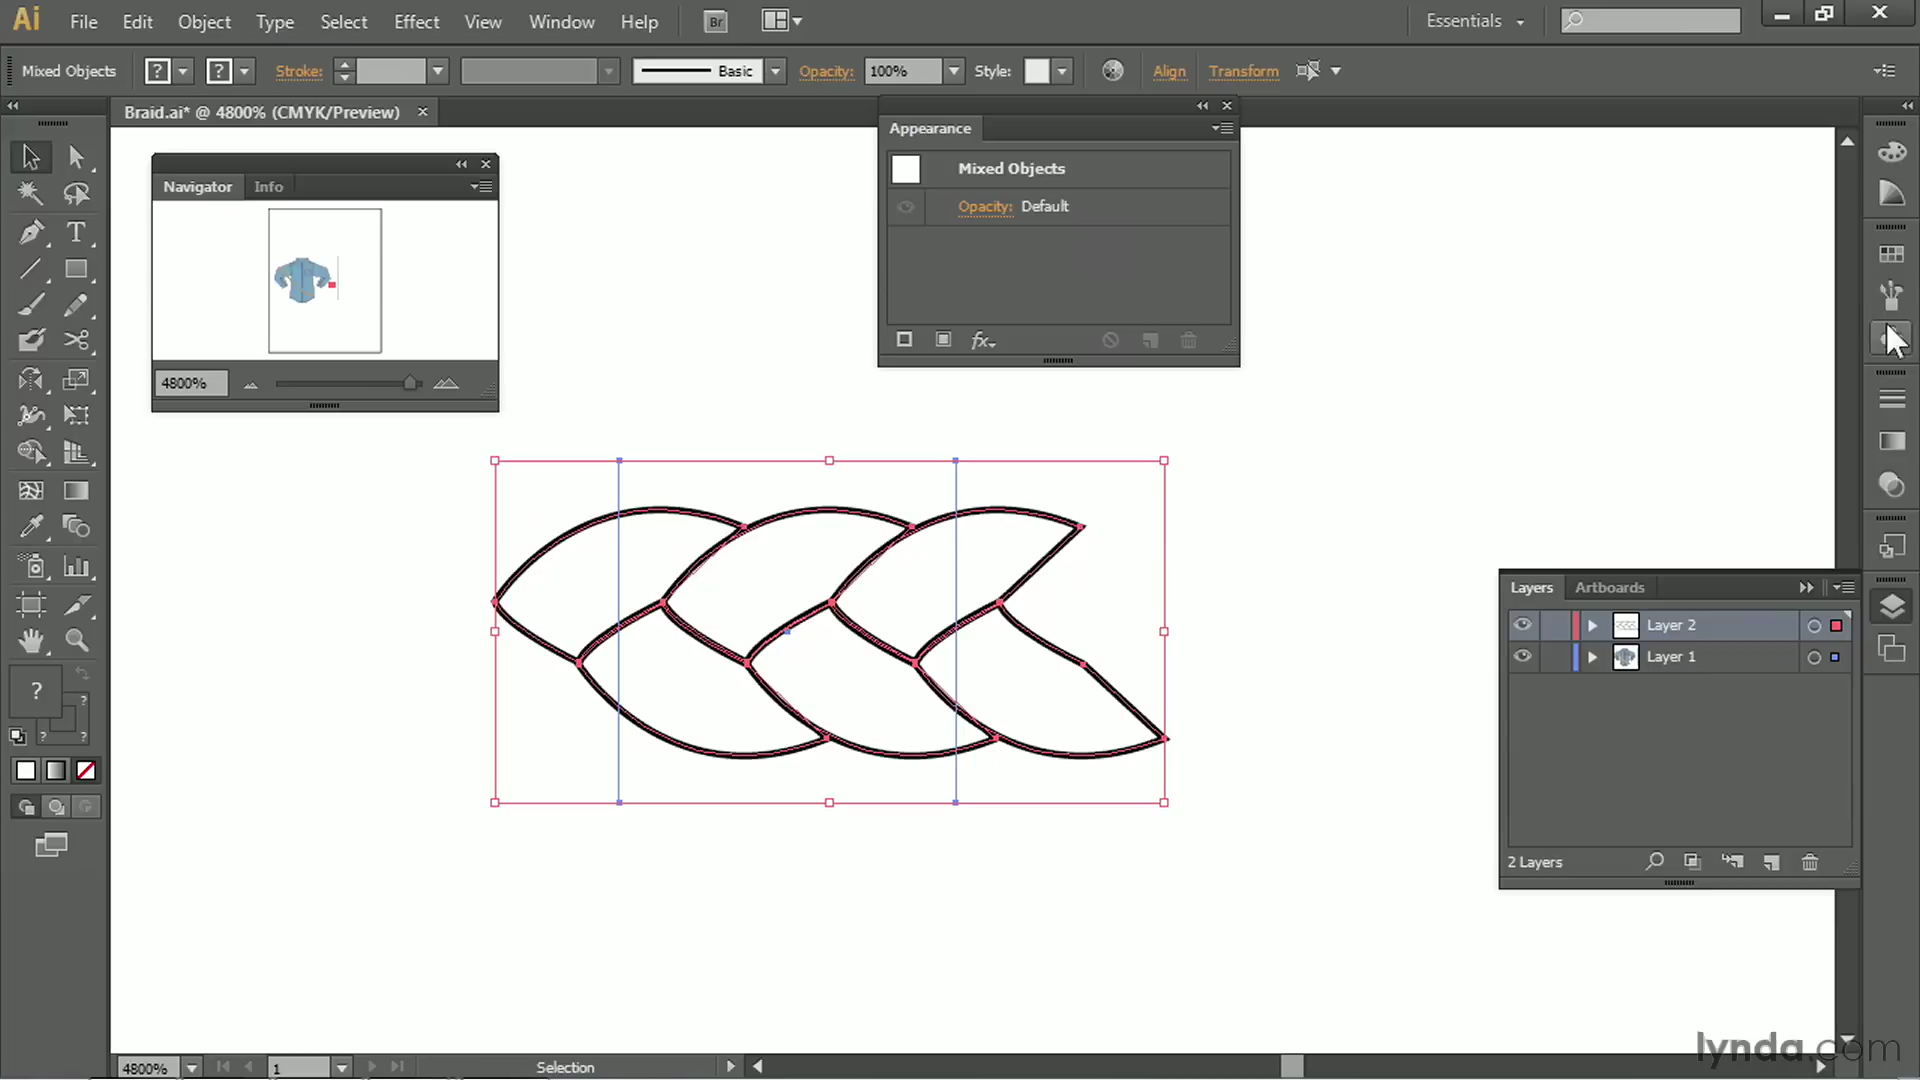 Ai File Edit Object Type Select Effect View Window Help Br Essentials
Mixed Objects ? ? Stroke: Basic Opacity: 100% Style: Align Transform
Braid.ai* @ 4800% (CMYK/Preview)
Appearance
Mixed Objects
Opacity: Default
fx
Navigator Info
4800%
T
?
?
? ?
Layers Artboards
Layer 2
Layer 1
2 Layers
4800% 1 Selection
lynda.com